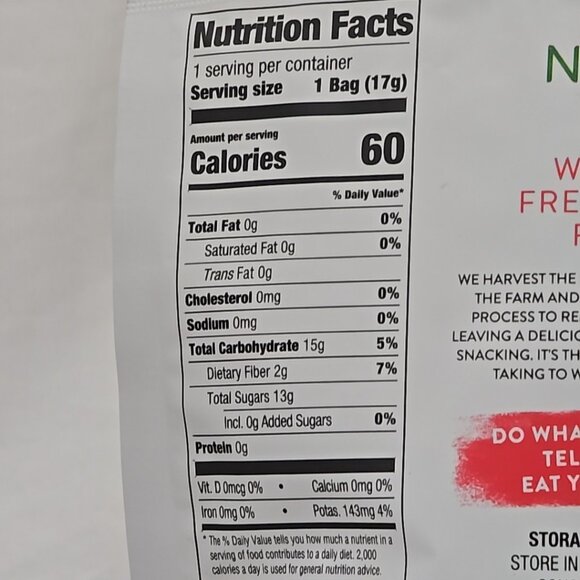 Nutrition Facts
1 serving per container
Serving size 1 Bag (17g)
Amount per serving
Calories 60
% Daily Value*
Total Fat 0g 0%
Saturated Fat 0g 0%
Trans Fat 0g
Cholesterol 0mg 0%
Sodium 0mg 0%
Total Carbohydrate 15g 5%
Dietary Fiber 2g 7%
Total Sugars 13g
Incl. 0g Added Sugars 0%
Protein 0g
Vit. D 0mcg 0% • Calcium 0mg 0%
Iron 0mg 0% • Potas. 143mg 4%
* The % Daily Value tells you how much a nutrient in a
serving of food contributes to a daily diet. 2,000
calories a day is used for general nutrition advice.
N
W
FRE
WE HARVEST THE
THE FARM AND
PROCESS TO RE
LEAVING A DELICIO
SNACKING. IT'S TH
TAKING TO W
DO WHA
TEL
EAT Y
STORA
STORE IN